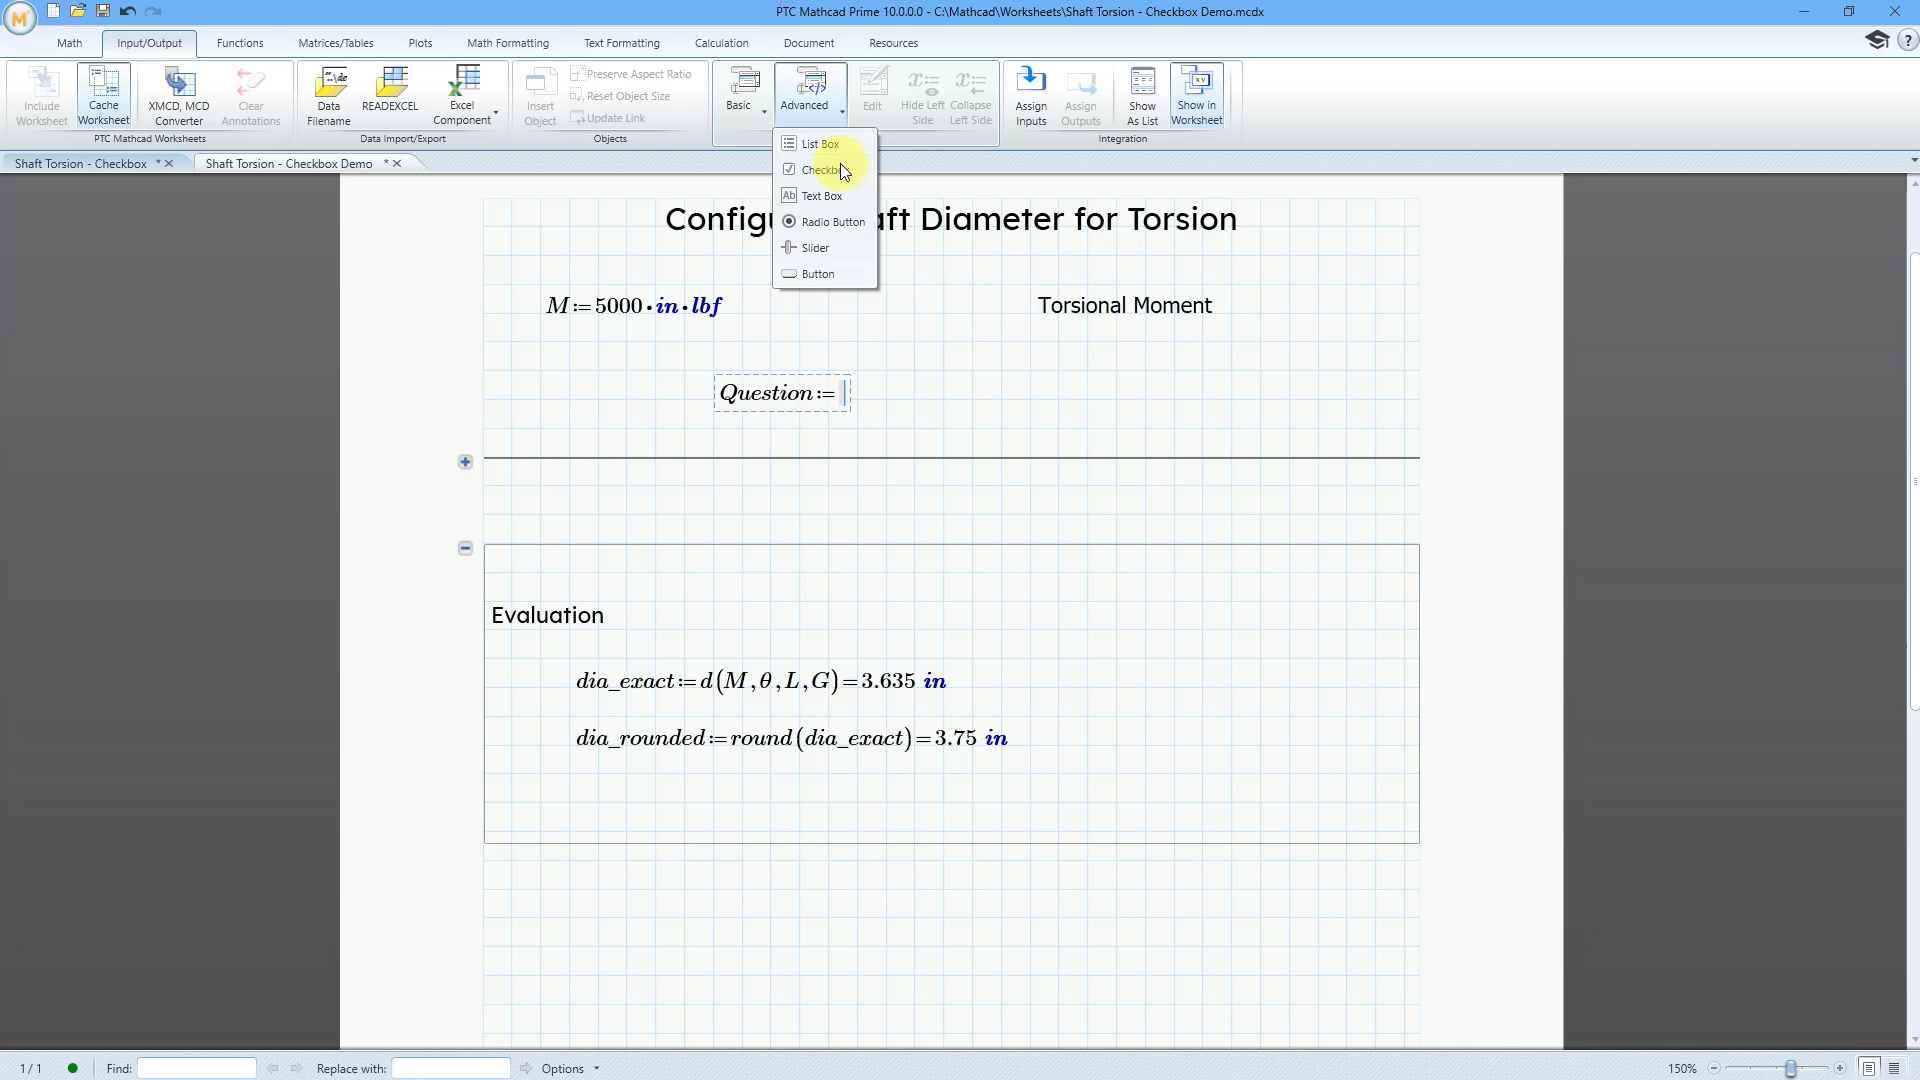 PTC Mathcad Prime 10.0.0.0 - C:\Mathcad\Worksheets\Shaft Torsion - Checkbox Demo.mcdx
Math Input/Output Functions Matrices/Tables Plots Math Formatting Text Formatting Calculation Document Resources
Include Worksheet
Cache Worksheet
XMCD, MCD Converter
Clear Annotations
PTC Mathcad Worksheets
Data Filename
READEXCEL
Excel Component
Data Import/Export
Insert Object
Preserve Aspect Ratio
Reset Object Size
Update Link
Objects
Basic
Advanced
Edit
Hide Left Side
Collapse Left Side
Assign Inputs
Assign Outputs
Show As List
Show in Worksheet
Integration
Shaft Torsion - Checkbox *
Shaft Torsion - Checkbox Demo *
List Box
Text Box
Radio Button
Slider
Button
Diameter for Torsion
M:=5000·in·lbf
Torsional Moment
Question:=
Evaluation
dia_exact:=d(M,θ,L,G)=3.635 in
dia_rounded:=round(dia_exact)=3.75 in
1 / 1 Find: Replace with: Options 150%